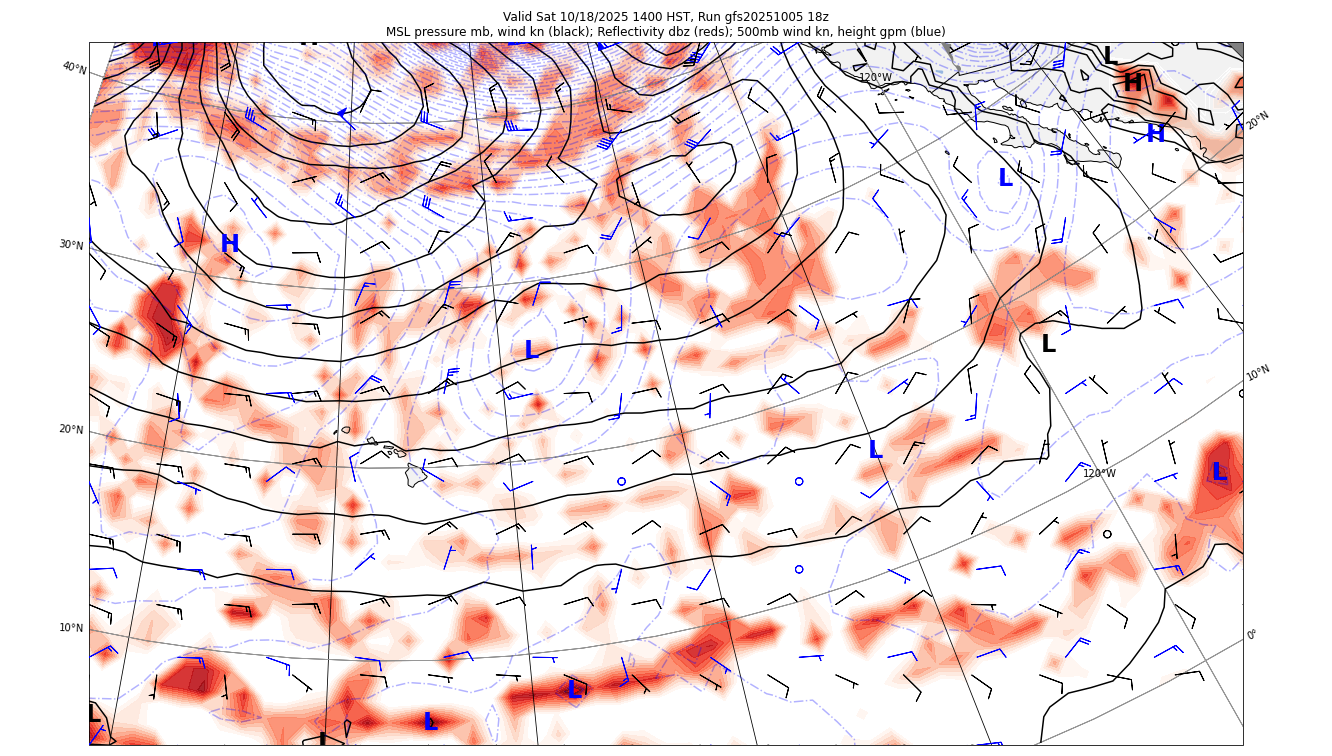 Valid Sat 10/18/2025 1400 HST, Run gfs20251005 18z
MSL pressure mb, wind kn (black); Reflectivity dbz (reds); 500mb wind kn, height gpm (blue)
40°N
120°W
L
H
20°N
H
L
30°N
H
L
L
10°N
20°N
L
120°W
L
10°N
0°
L
L
L
L